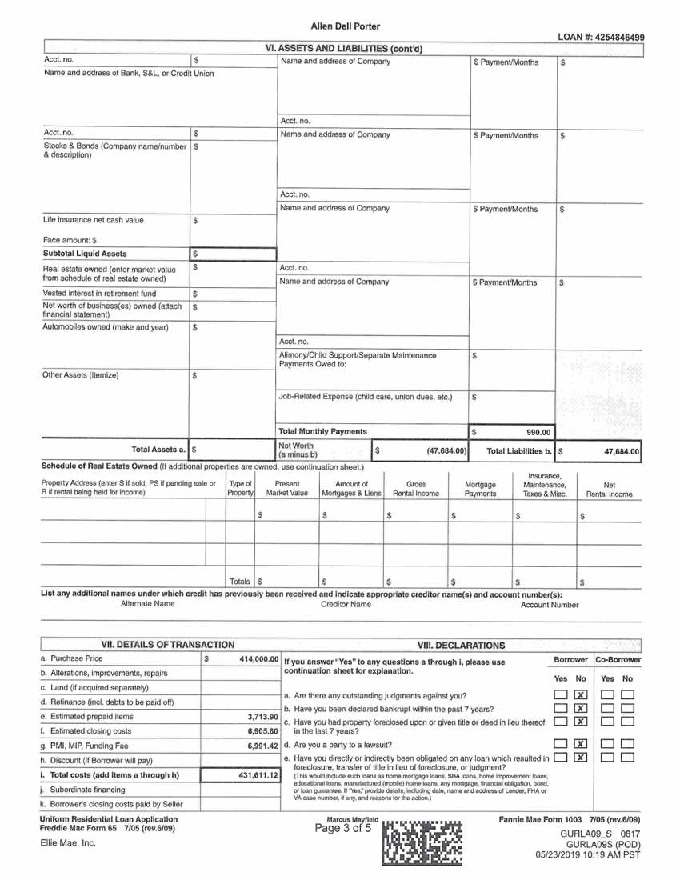 Allen Dell Porter
LOAN #: 4254846499
VI. ASSETS AND LIABILITIES (cont'd)
Acct. no. $ Name and address of Company $ Payment/Months $
Name and address of Bank, S&L, or Credit Union
Acct. no.
Acct. no. $ Name and address of Company $ Payment/Months $
Stocks & Bonds (Company name/number $
& description)
Acct. no.
Name and address of Company $ Payment/Months $
Life insurance net cash value $
Face amount: $
Subtotal Liquid Assets $
Real estate owned (enter market value $ Acct. no.
from schedule of real estate owned)
Name and address of Company $ Payment/Months $
Vested interest in retirement fund $
Net worth of business(es) owned (attach $
financial statement)
Automobiles owned (make and year) $
Acct. no.
Alimony/Child Support/Separate Maintenance $
Payments Owed to:
Other Assets (itemize) $
Job-Related Expense (child care, union dues, etc.) $
Total Monthly Payments $ 990.00
Total Assets a. $ Net Worth (a minus b) $ (47,684.00) Total Liabilities b. $ 47,684.00
Schedule of Real Estate Owned (If additional properties are owned, use continuation sheet.)
Property Address (enter S if sold, PS if pending sale or R if rental being held for income) Type of Property Present Market Value Amount of Mortgages & Liens Gross Rental Income Mortgage Payments Insurance, Maintenance, Taxes & Misc. Net Rental Income
$ $ $ $ $ $
Totals $ $ $ $ $ $
List any additional names under which credit has previously been received and indicate appropriate creditor name(s) and account number(s):
Alternate Name Creditor Name Account Number
VII. DETAILS OF TRANSACTION
a. Purchase Price $ 414,000.00
b. Alterations, improvements, repairs
c. Land (if acquired separately)
d. Refinance (incl. debts to be paid off)
e. Estimated prepaid items 3,713.90
f. Estimated closing costs
g. PMI, MIP, Funding Fee 6,991.42
h. Discount (if Borrower will pay)
i. Total costs (add items a through h) 431,611.12
j. Subordinate financing
k. Borrower's closing costs paid by Seller
VIII. DECLARATIONS
If you answer "Yes" to any questions a through i, please use
continuation sheet for explanation.
Borrower Co-Borrower
Yes No Yes No
a. Are there any outstanding judgments against you? X
b. Have you been declared bankrupt within the past 7 years? X
c. Have you had property foreclosed upon or given title or deed in lieu thereof X
in the last 7 years?
d. Are you a party to a lawsuit? X
e. Have you directly or indirectly been obligated on any loan which resulted in X
foreclosure, transfer of title in lieu of foreclosure, or judgment?
(This would include such loans as home mortgage loans, SBA loans, home improvement loans,
educational loans, manufactured (mobile) home loans, any mortgage, financial obligation, bond,
or loan guarantee. If "Yes," provide details, including date, name and address of Lender, FHA or
VA case number, if any, and reasons for the action.)
Uniform Residential Loan Application
Freddie Mac Form 65 7/05 (rev.6/09)
Ellie Mae, Inc.
Marcus Mayfield
Page 3 of 5
Fannie Mae Form 1003 7/05 (rev.6/09)
GURLA09_S 0817
GURLA09S (POD)
05/23/2019 10:19 AM PST